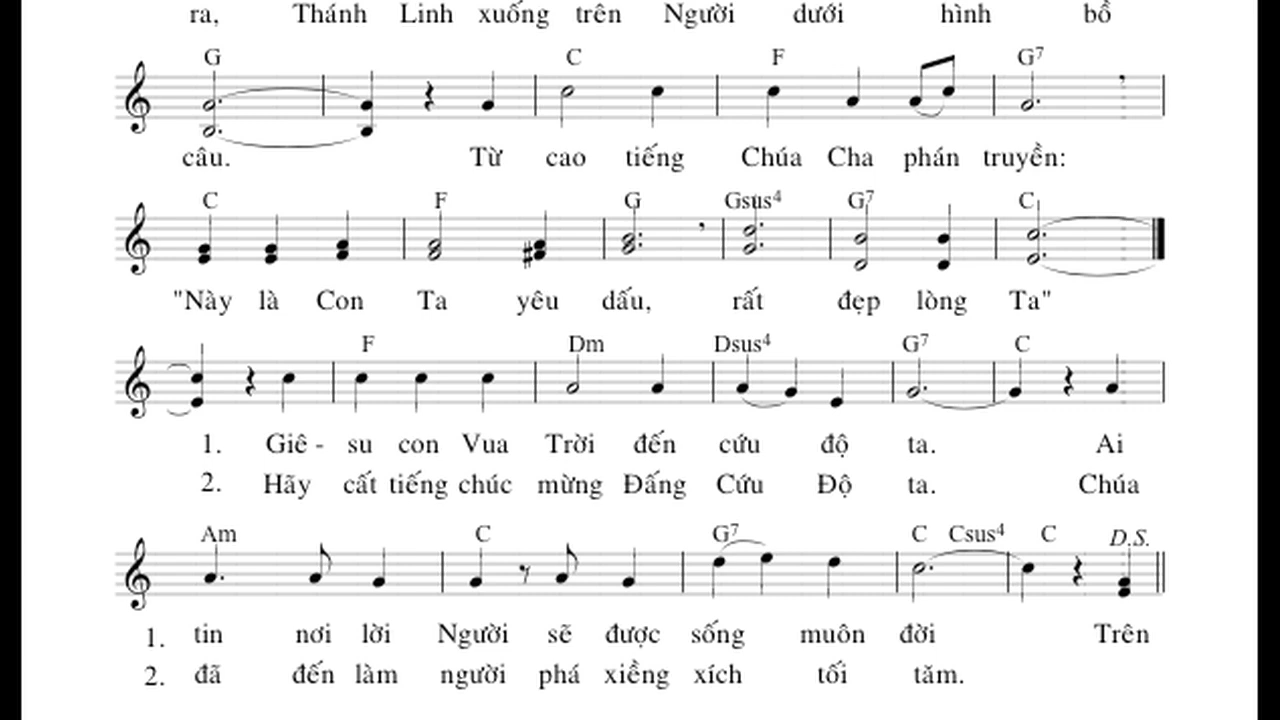 ra, Thánh Linh xuống trên Người dưới hình bồ
G C F G7
câu. Từ cao tiếng Chúa Cha phán truyền:
C F G Gsus4 G7 C
"Này là Con Ta yêu dấu, rất đẹp lòng Ta"
F Dm Dsus4 G7 C
1. Giê - su con Vua Trời đến cứu độ ta. Ai
2. Hãy cất tiếng chúc mừng Đấng Cứu Độ ta. Chúa
Am C G7 C Csus4 C D.S.
1. tin nơi lời Người sẽ được sống muôn đời Trên
2. đã đến làm người phá xiềng xích tối tăm.